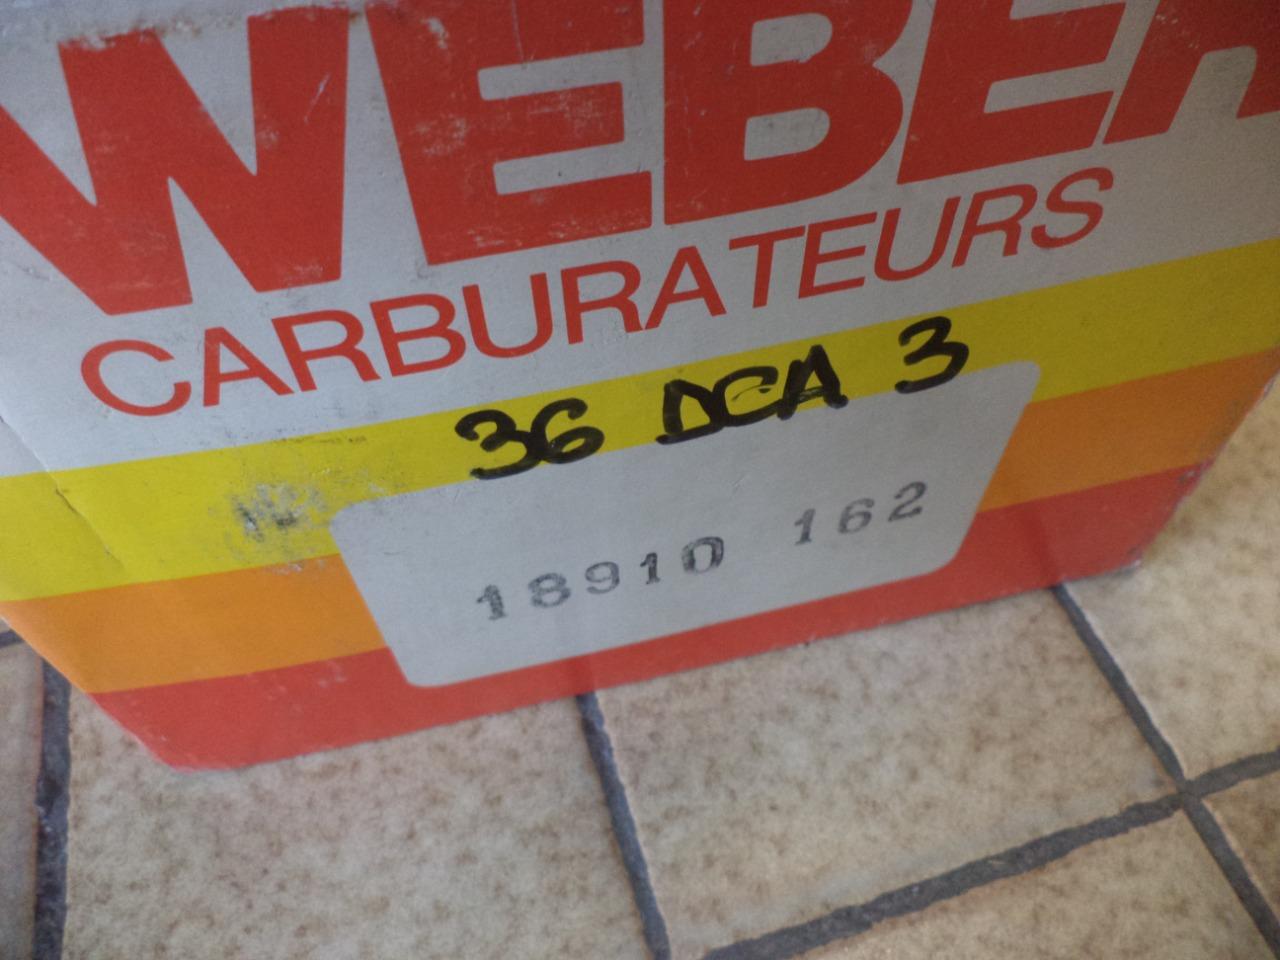 WEBER
CARBURATEURS
36 DCA 3
18910 162